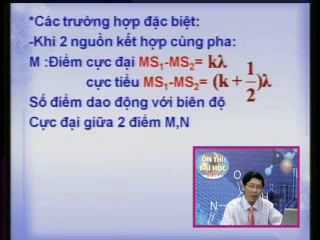 *Các trường hợp đặc biệt:
-Khi 2 nguồn kết hợp cùng pha:
M :Điểm cực đại MS₁-MS₂= kλ
cực tiểu MS₁-MS₂= (k + 1/2)λ
Số điểm dao động với biên độ
Cực đại giữa 2 điểm M,N
ÔN THI
ĐẠI HỌC
N